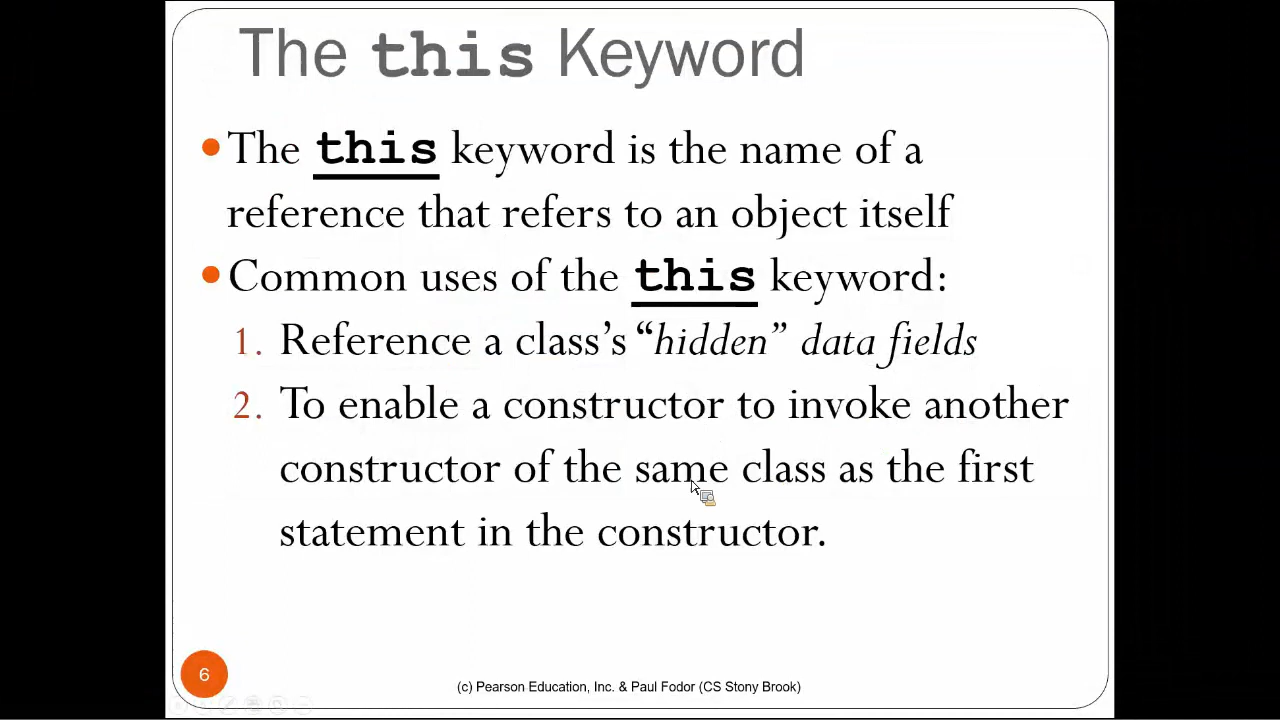 The this Keyword
The this keyword is the name of a
reference that refers to an object itself
Common uses of the this keyword:
1. Reference a class’s “hidden” data fields
2. To enable a constructor to invoke another
constructor of the same class as the first
statement in the constructor.
6
(c) Pearson Education, Inc. & Paul Fodor (CS Stony Brook)